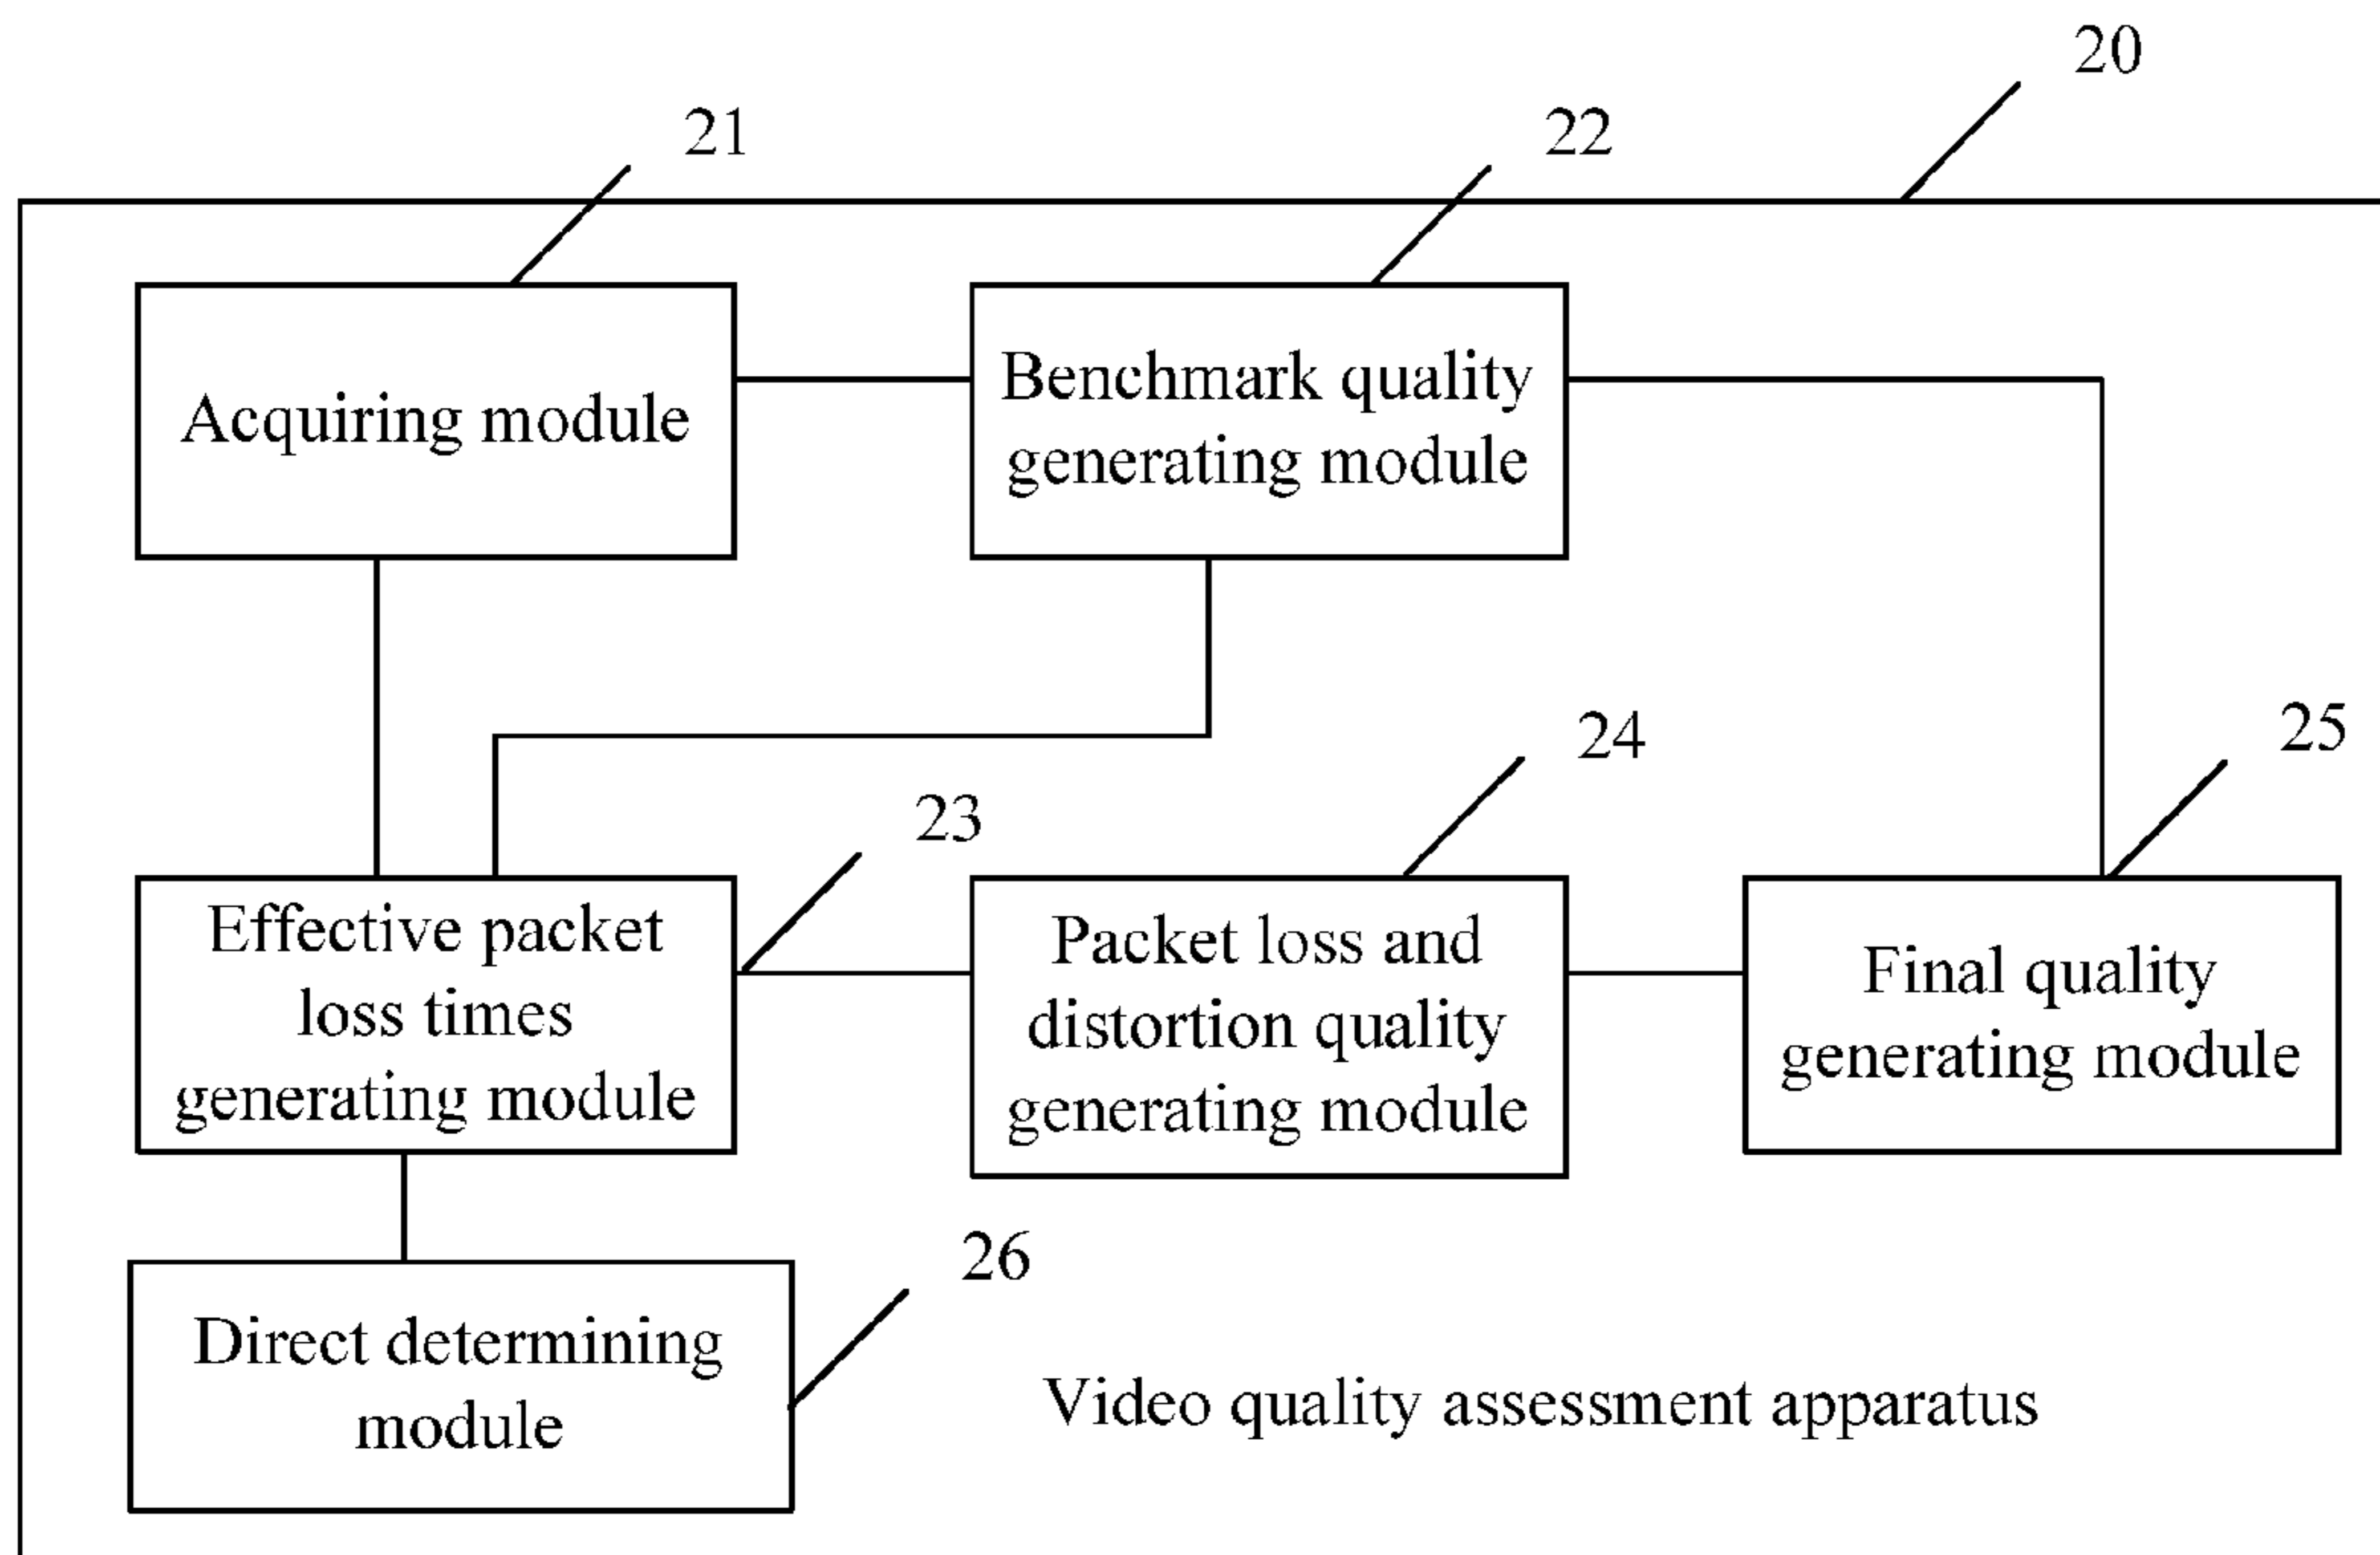 20
21
22
Acquiring module
Benchmark quality
generating module
24
25
23
Effective packet
loss times
generating module
Packet loss and
distortion quality
generating module
Final quality
generating module
26
Direct determining
module
Video quality assessment apparatus